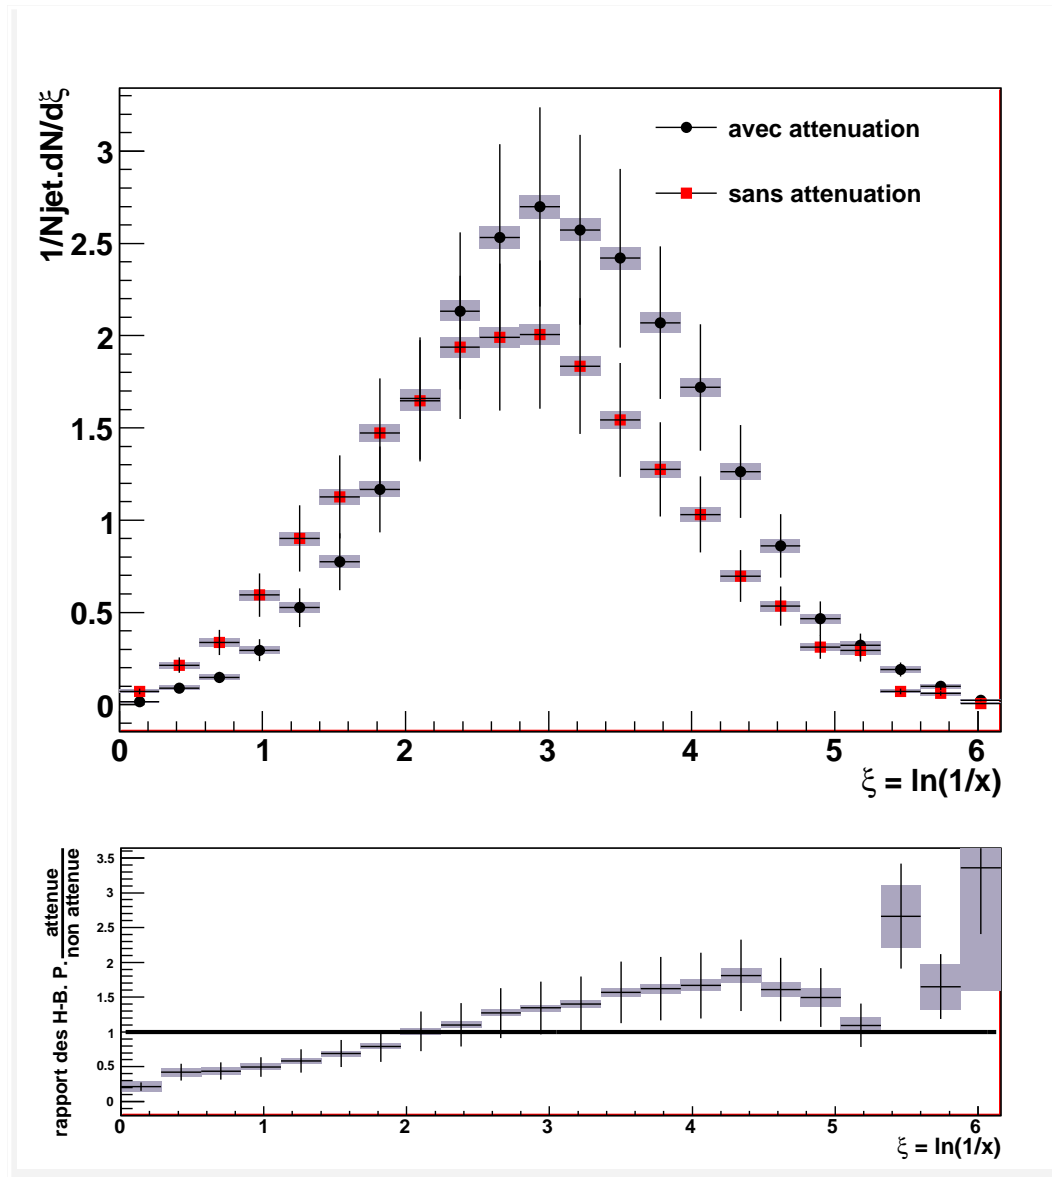 1/Njet.dN/dξ
3
2.5
2
1.5
1
0.5
0
avec attenuation
sans attenuation
0 1 2 3 4 5 6
ξ = ln(1/x)
rapport des H-B. P. attenue
non attenue
3.5
3
2.5
2
1.5
1
0.5
0
0 1 2 3 4 5 6
ξ = ln(1/x)